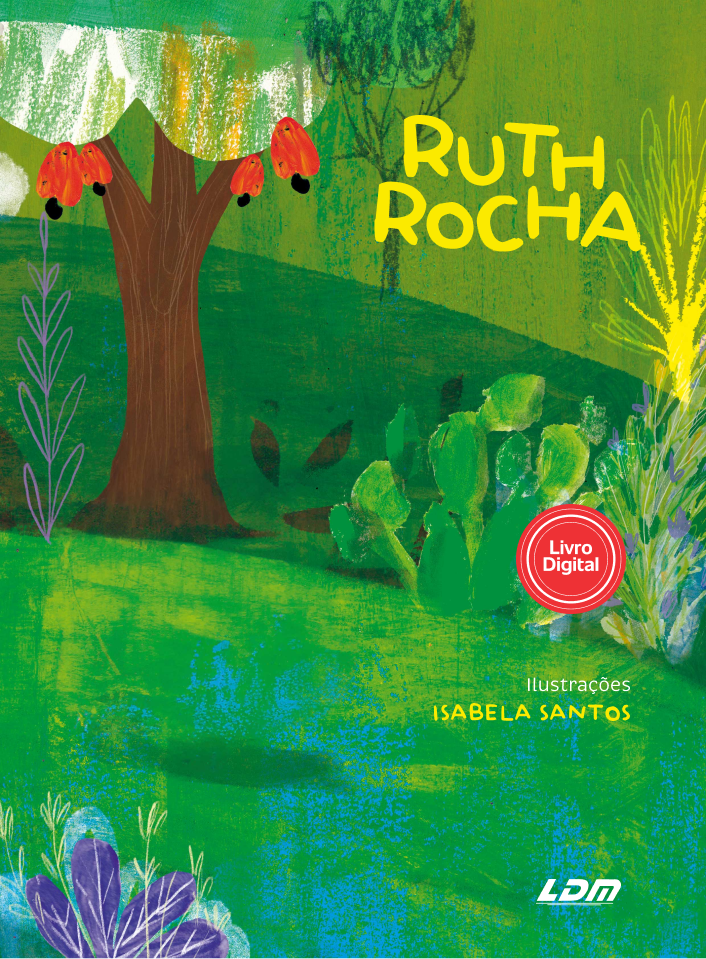 RUTH
ROCHA
Livro
Digital
Ilustrações
ISABELA SANTOS
LDM